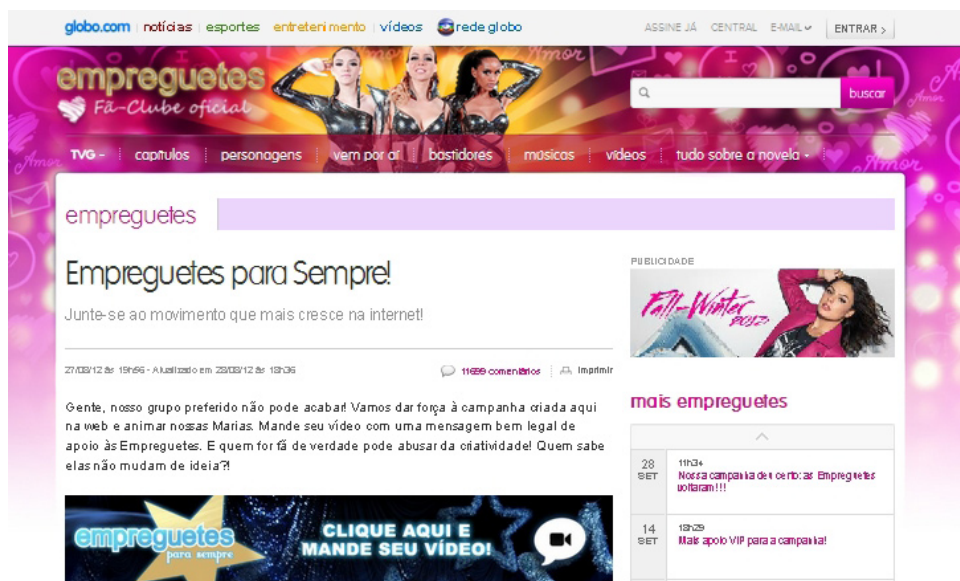 globo.com notícias esportes entretenimento vídeos rede globo
ASSINE JÁ CENTRAL E-MAIL ENTRAR >
empreguetes
Fã-Clube oficial
Amor
buscar
TVG - capítulos personagens vem por aí bastidores músicas vídeos tudo sobre a novela
empreguetes
Empreguetes para Sempre!
Junte-se ao movimento que mais cresce na internet!
27/08/12 às 19h56 - Atualizado em 28/08/12 às 18h36
11699 comentários Imprimir
Gente, nosso grupo preferido não pode acabar! Vamos dar força à campanha criada aqui
na web e animar nossas Marias. Mande seu vídeo com uma mensagem bem legal de
apoio às Empreguetes. E quem for fã de verdade pode abusar da criatividade! Quem sabe
elas não mudam de ideia?!
empreguetes
para sempre
CLIQUE AQUI E
MANDE SEU VÍDEO!
PUBLICIDADE
Fall-Winter
2012
mais empreguetes
28
SET
11h34
Nossa campanha deu certo: as Empreguetes
voltaram!!!
14
SET
18h29
Mais apoio VIP para a campanha!